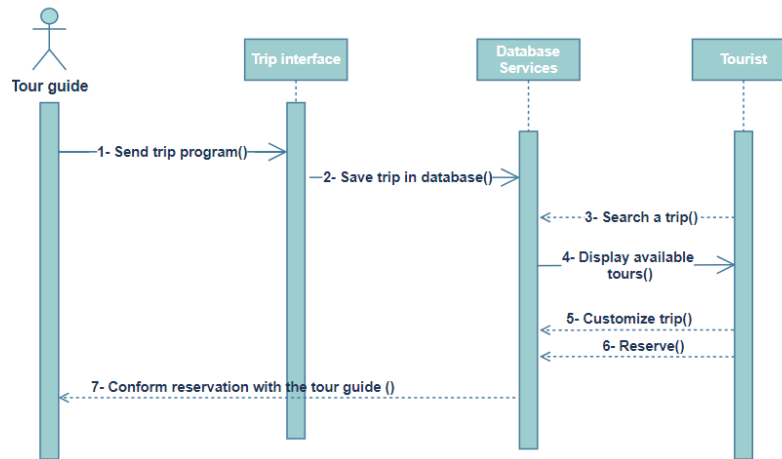 Tour guide
Trip interface
Database
Services
Tourist
1- Send trip program()
2- Save trip in database()
3- Search a trip()
4- Display available
tours()
5- Customize trip()
6- Reserve()
7- Conform reservation with the tour guide ()